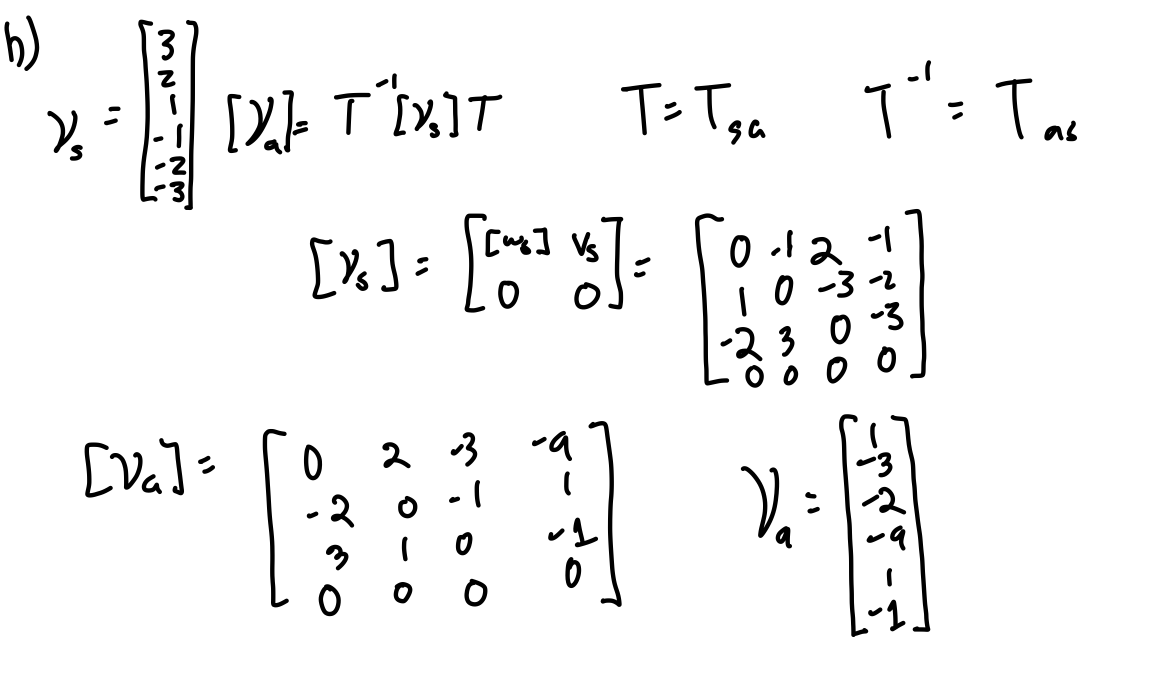 h)
𝒱ₛ = [3 2 1 -1 -2 -3] [𝒱ₐ] = T⁻¹[𝒱ₛ]T T = Tₛₐ T⁻¹ = Tₐₛ
[𝒱ₛ] = [[ωₛ] vₛ; 0 0] = [0 -1 2 -1; 1 0 -3 -2; -2 3 0 -3; 0 0 0 0]
[𝒱ₐ] = [0 2 -3 -9; -2 0 -1 1; 3 1 0 -1; 0 0 0 0] 𝒱ₐ = [1 -3 -2 -9 1 -1]